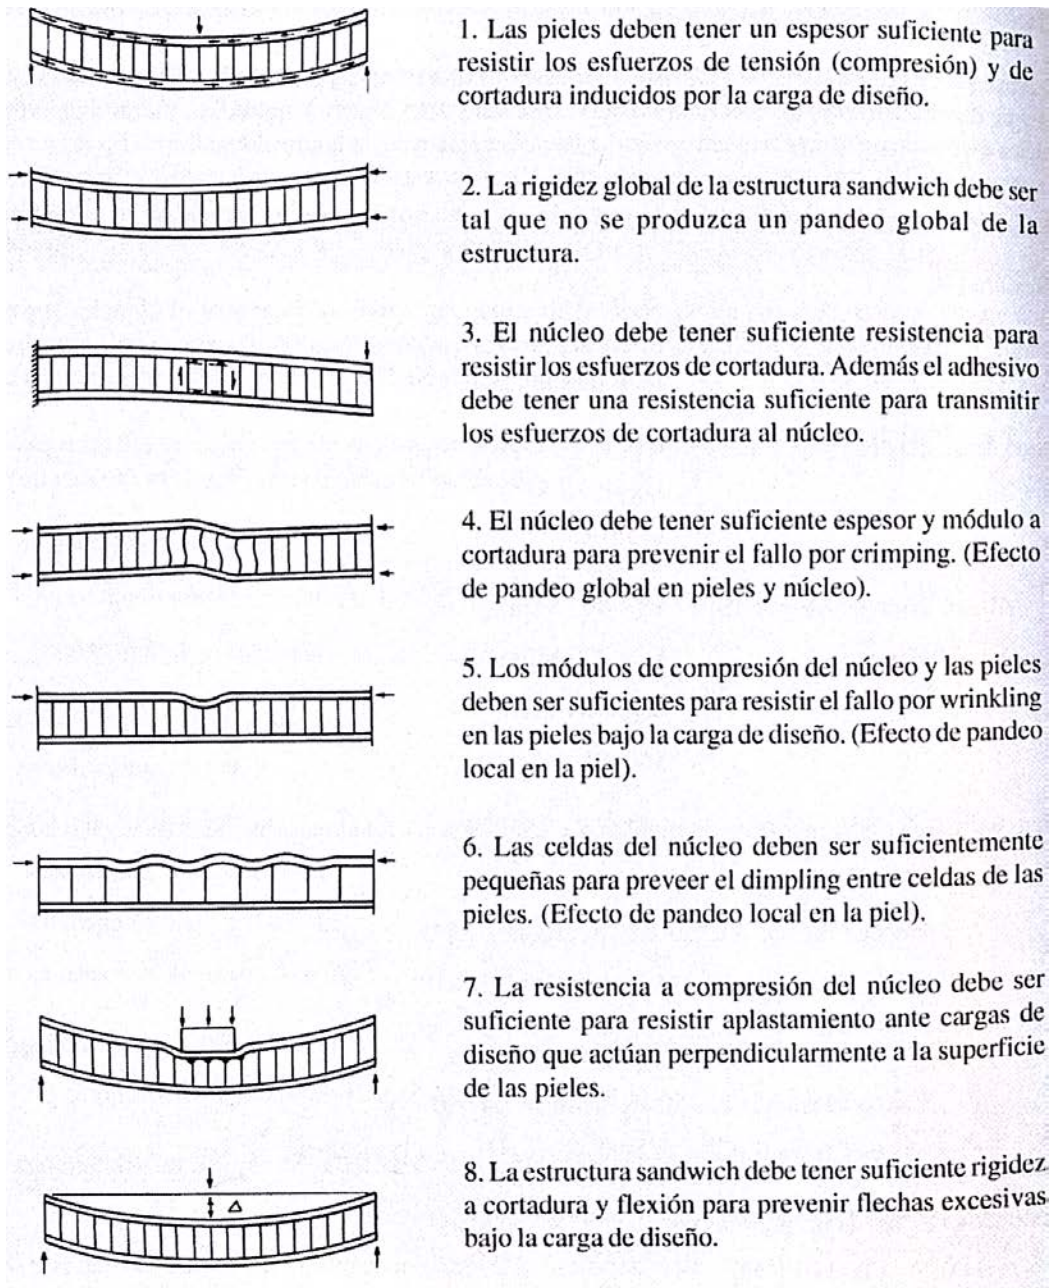 1. Las pieles deben tener un espesor suficiente para
resistir los esfuerzos de tensión (compresión) y de
cortadura inducidos por la carga de diseño.
2. La rigidez global de la estructura sandwich debe ser
tal que no se produzca un pandeo global de la
estructura.
3. El núcleo debe tener suficiente resistencia para
resistir los esfuerzos de cortadura. Además el adhesivo
debe tener una resistencia suficiente para transmitir
los esfuerzos de cortadura al núcleo.
4. El núcleo debe tener suficiente espesor y módulo a
cortadura para prevenir el fallo por crimping. (Efecto
de pandeo global en pieles y núcleo).
5. Los módulos de compresión del núcleo y las pieles
deben ser suficientes para resistir el fallo por wrinkling
en las pieles bajo la carga de diseño. (Efecto de pandeo
local en la piel).
6. Las celdas del núcleo deben ser suficientemente
pequeñas para preveer el dimpling entre celdas de las
pieles. (Efecto de pandeo local en la piel).
7. La resistencia a compresión del núcleo debe ser
suficiente para resistir aplastamiento ante cargas de
diseño que actúan perpendicularmente a la superficie
de las pieles.
Δ
8. La estructura sandwich debe tener suficiente rigidez
a cortadura y flexión para prevenir flechas excesivas
bajo la carga de diseño.